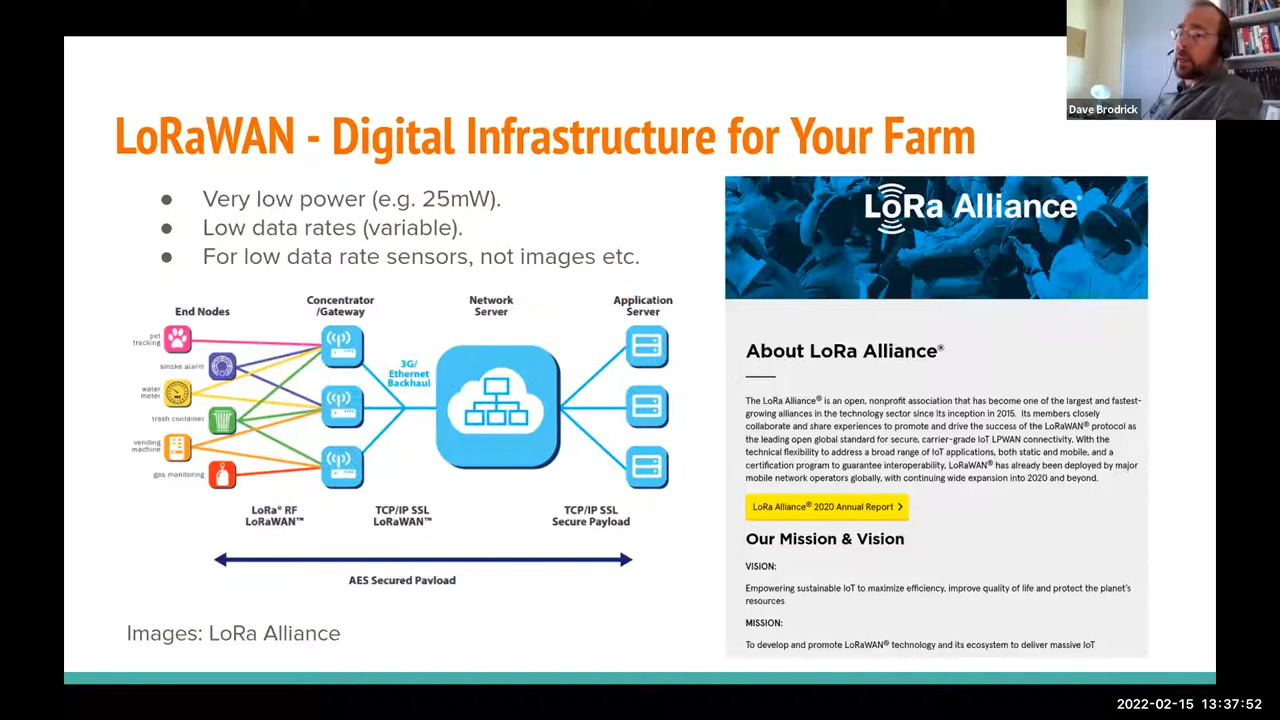 Dave Brodrick
LoRaWAN - Digital Infrastructure for Your Farm
● Very low power (e.g. 25mW).
● Low data rates (variable).
● For low data rate sensors, not images etc.
End Nodes
Concentrator
/Gateway
Network
Server
Application
Server
pet
tracking
smoke alarm
water
meter
trash container
vending
machine
gas monitoring
3G/
Ethernet
Backhaul
LoRa® RF
LoRaWAN™
TCP/IP SSL
LoRaWAN™
TCP/IP SSL
Secure Payload
AES Secured Payload
Images: LoRa Alliance
LoRa Alliance®
About LoRa Alliance®
The LoRa Alliance® is an open, nonprofit association that has become one of the largest and fastest-
growing alliances in the technology sector since its inception in 2015. Its members closely
collaborate and share experiences to promote and drive the success of the LoRaWAN® protocol as
the leading open global standard for secure, carrier-grade IoT LPWAN connectivity. With the
technical flexibility to address a broad range of IoT applications, both static and mobile, and a
certification program to guarantee interoperability, LoRaWAN® has already been deployed by major
mobile network operators globally, with continuing wide expansion into 2020 and beyond.
LoRa Alliance® 2020 Annual Report >
Our Mission & Vision
VISION:
Empowering sustainable IoT to maximize efficiency, improve quality of life and protect the planet's
resources
MISSION:
To develop and promote LoRaWAN® technology and its ecosystem to deliver massive IoT
2022-02-15 13:37:52